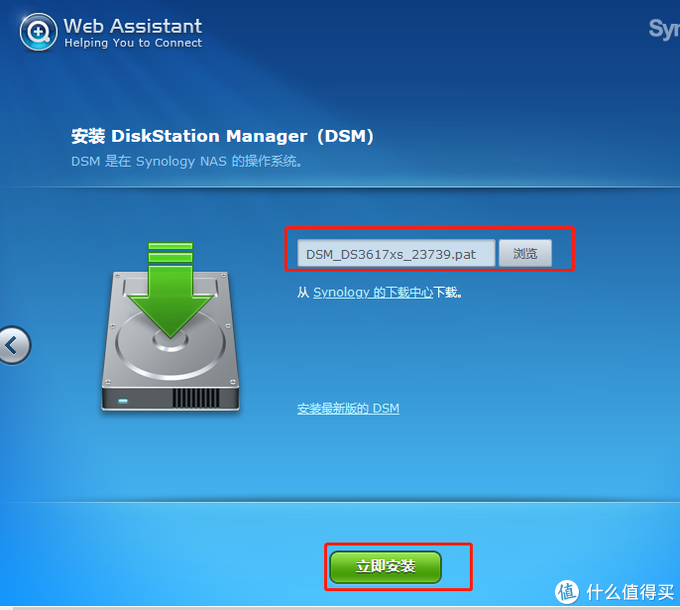 Web Assistant
Helping You to Connect
Syn
安装 DiskStation Manager（DSM）
DSM 是在 Synology NAS 的操作系统。
DSM_DS3617xs_23739.pat 浏览
从 Synology 的下载中心下载。
安装最新版的 DSM
立即安装
值 什么值得买